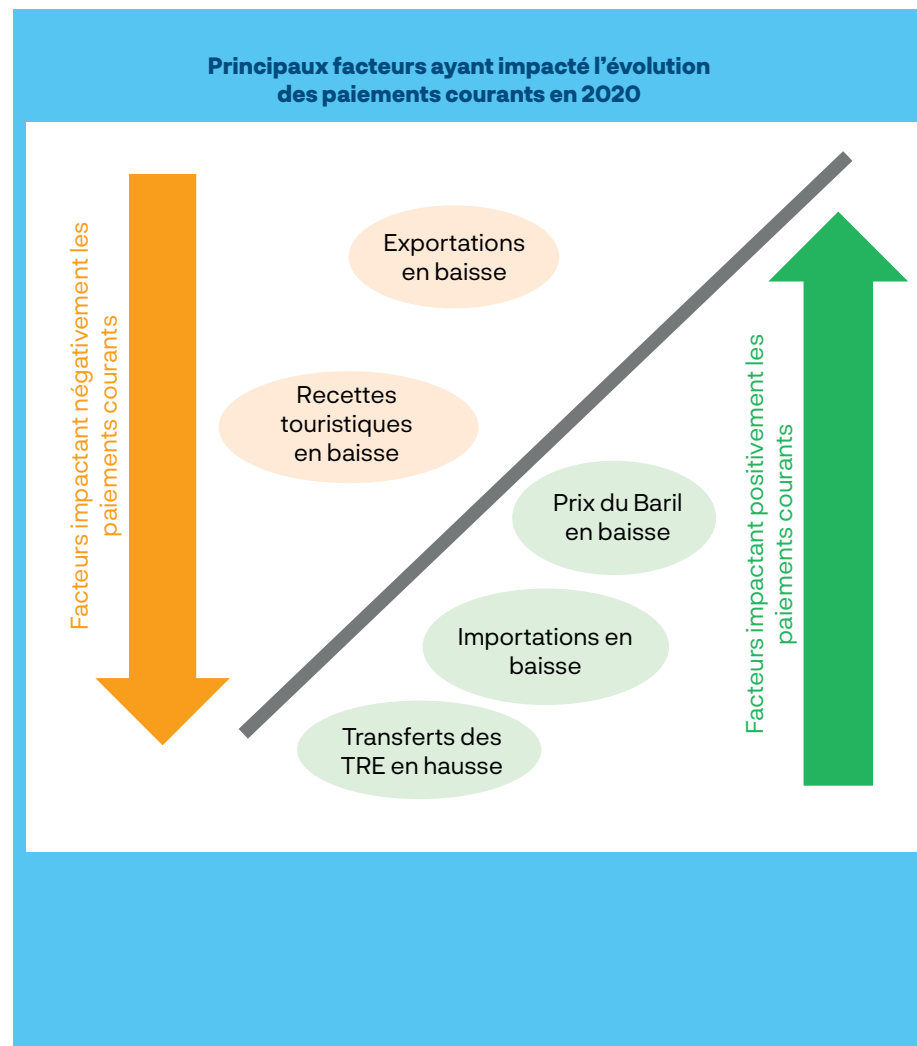 Principaux facteurs ayant impacté l’évolution
des paiements courants en 2020
Facteurs impactant négativement les
paiements courants
Exportations
en baisse
Recettes
touristiques
en baisse
Prix du Baril
en baisse
Importations en
baisse
Transferts des
TRE en hausse
Facteurs impactant positivement les
paiements courants